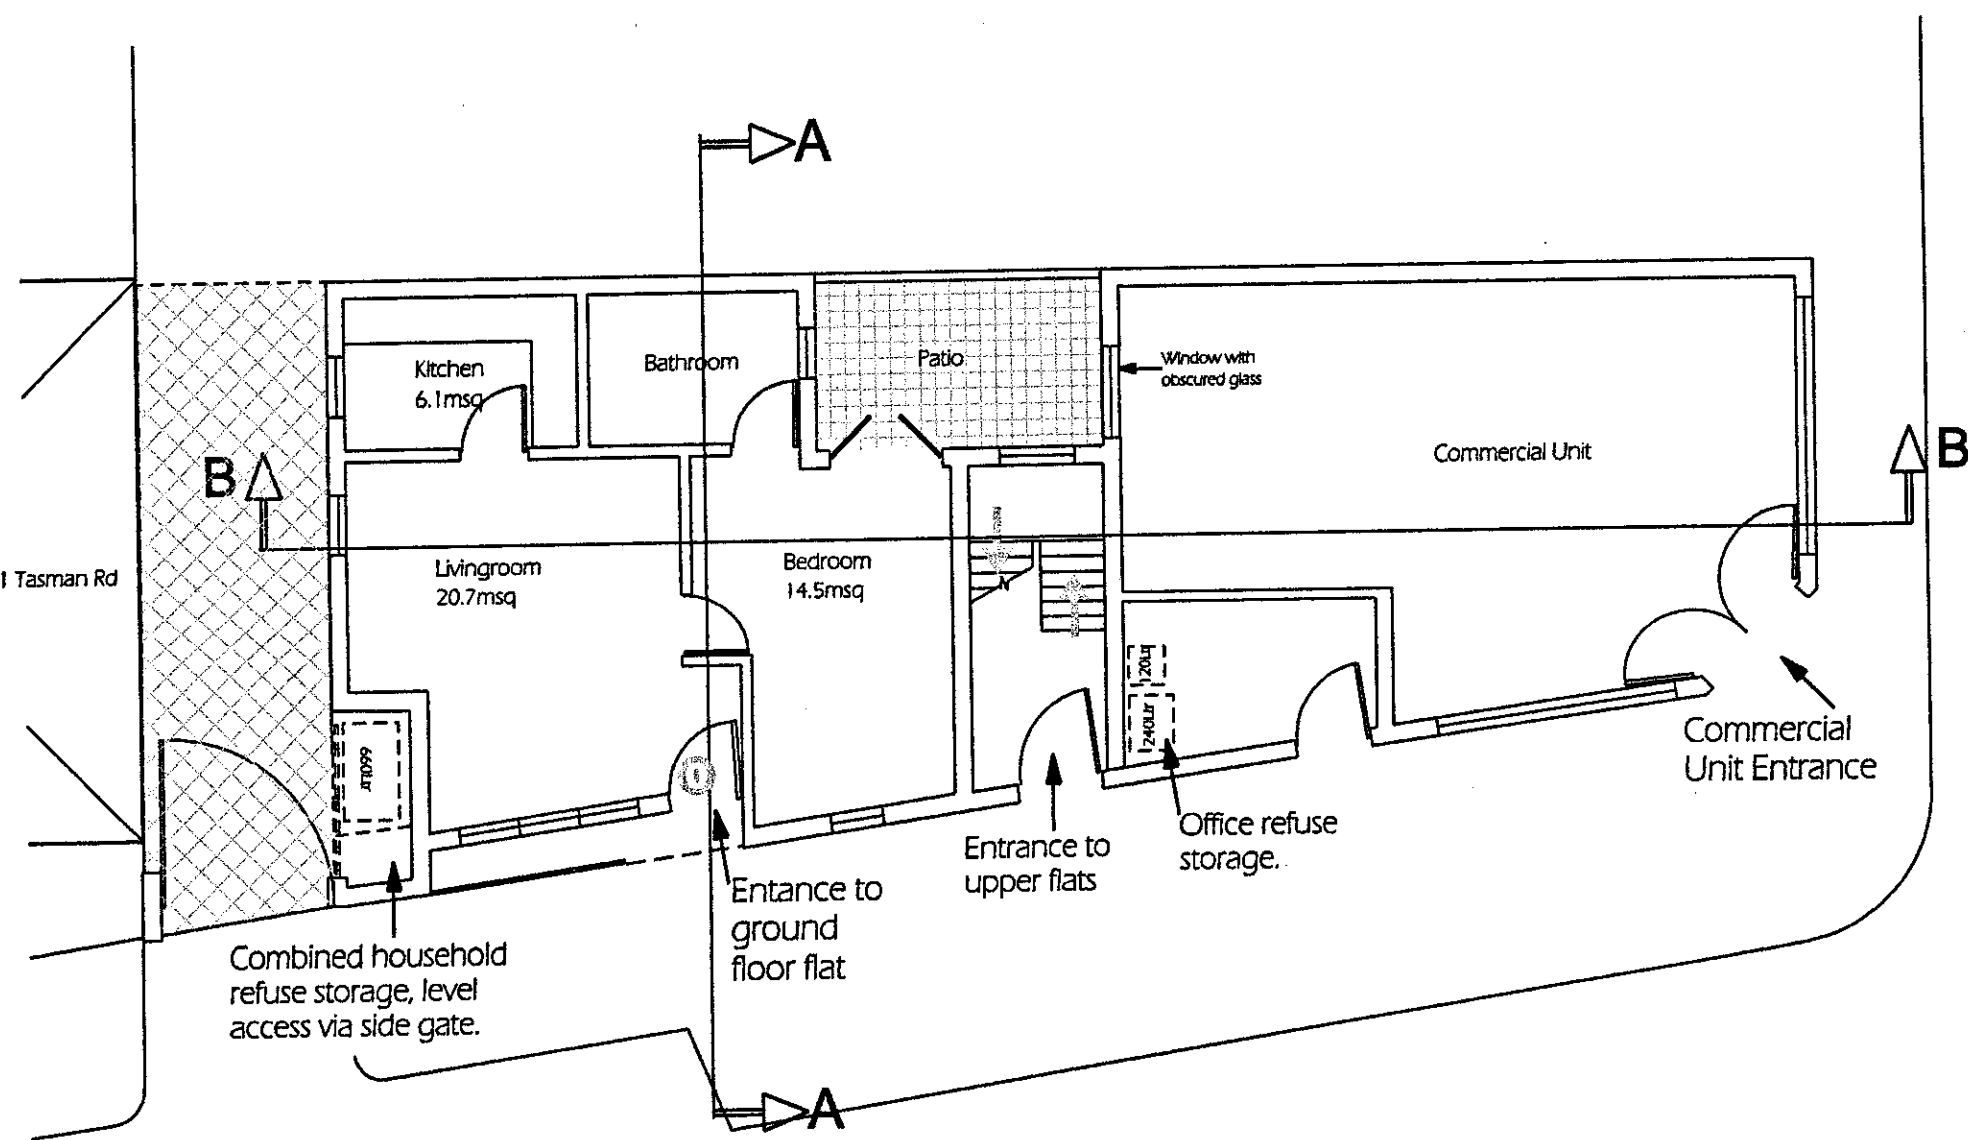 A
Kitchen
6.1msq
Bathroom
Patio
Window with
obscured glass
Commercial Unit
B
B
1 Tasman Rd
Livingroom
20.7msq
Bedroom
14.5msq
120Ltr
240Ltr
660Ltr
Commercial
Unit Entrance
Office refuse
storage.
Entrance to
upper flats
Entance to
ground
floor flat
Combined household
refuse storage, level
access via side gate.
A